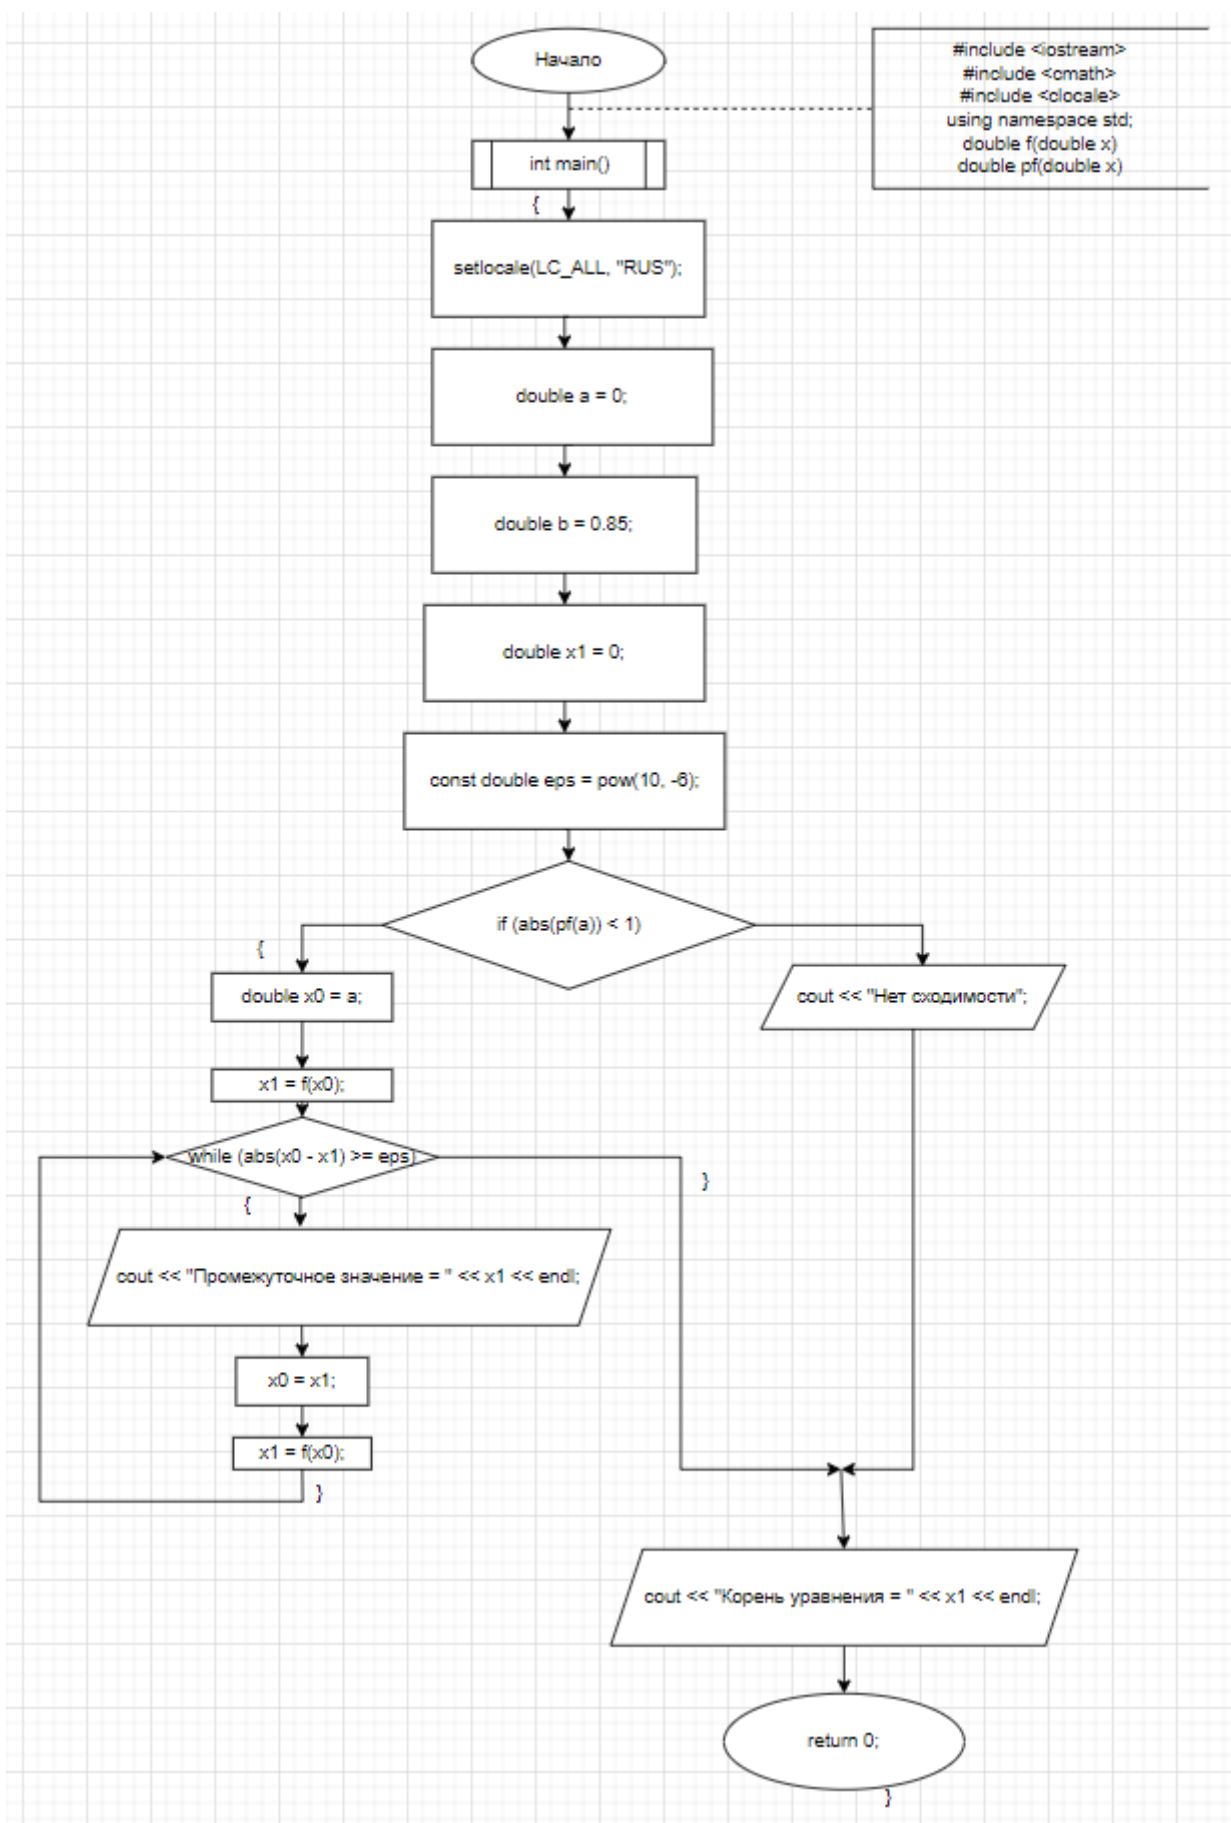 Начало
#include <iostream>
#include <cmath>
#include <clocale>
using namespace std;
double f(double x)
double pf(double x)
int main()
{
setlocale(LC_ALL, "RUS");
double a = 0;
double b = 0.85;
double x1 = 0;
const double eps = pow(10, -6);
if (abs(pf(a)) < 1)
{
double x0 = a;
cout << "Нет сходимости";
x1 = f(x0);
while (abs(x0 - x1) >= eps)
}
{
cout << "Промежуточное значение = " << x1 << endl;
x0 = x1;
x1 = f(x0);
}
cout << "Корень уравнения = " << x1 << endl;
return 0;
}